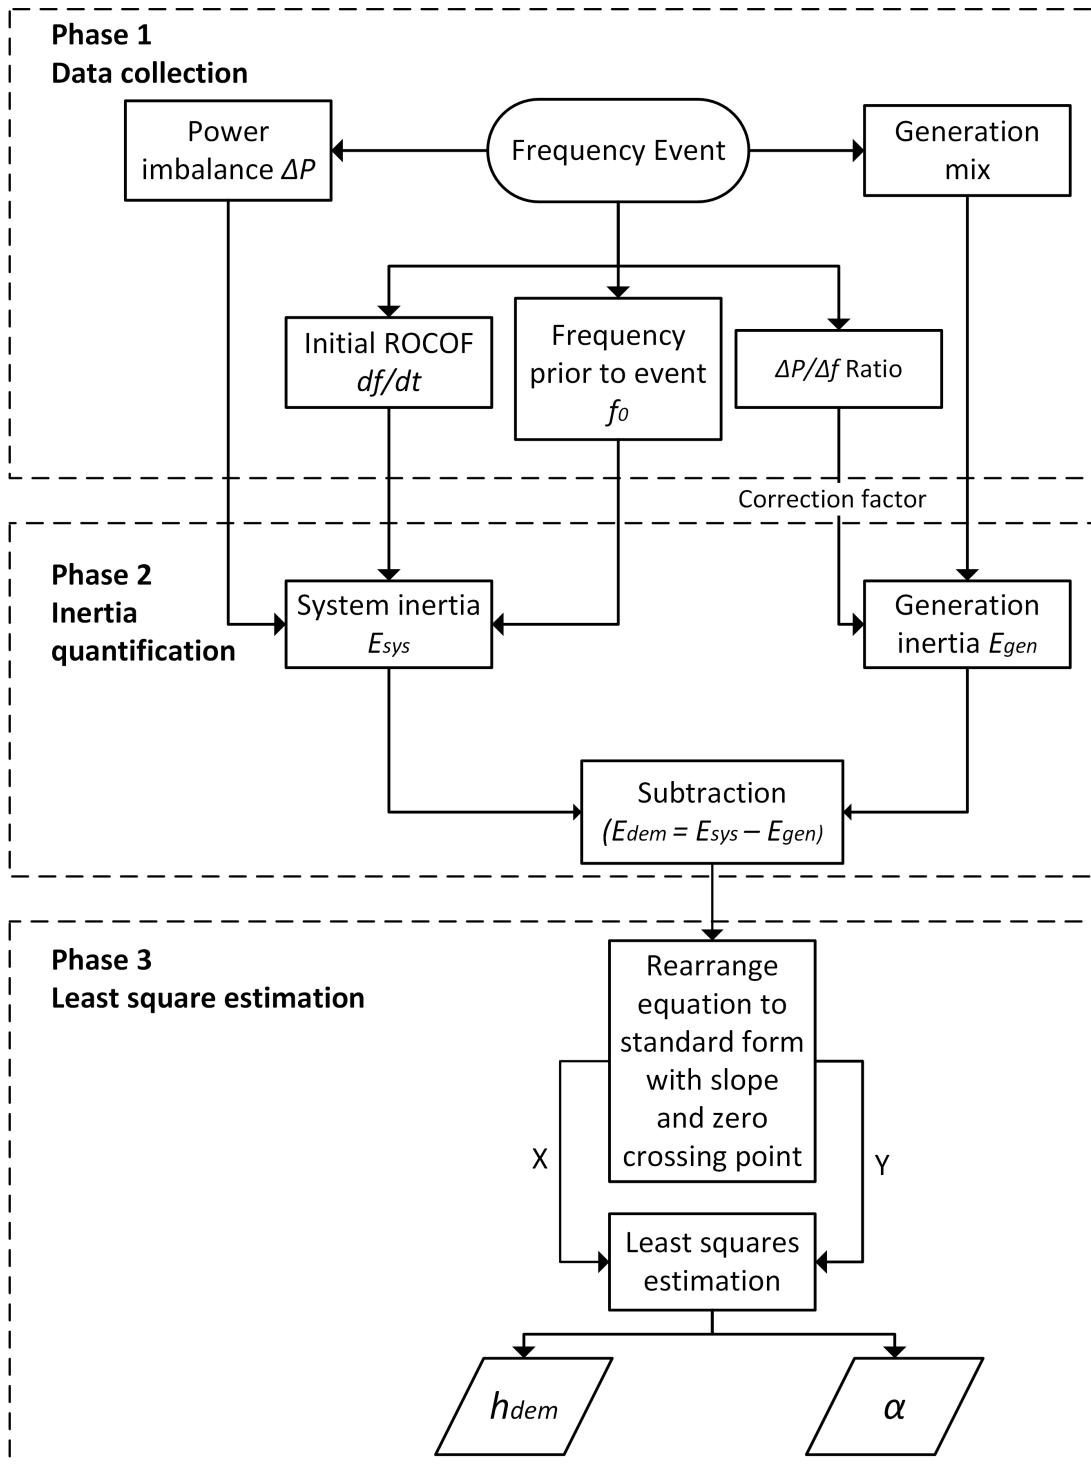 Phase 1
Data collection
Power
imbalance ΔP
Frequency Event
Generation
mix
Initial ROCOF
df/dt
Frequency
prior to event
f0
ΔP/Δf Ratio
Correction factor
Phase 2
Inertia
quantification
System inertia
Esys
Generation
inertia Egen
Subtraction
(Edem = Esys – Egen)
Phase 3
Least square estimation
Rearrange
equation to
standard form
with slope
and zero
crossing point
X
Y
Least squares
estimation
hdem
α